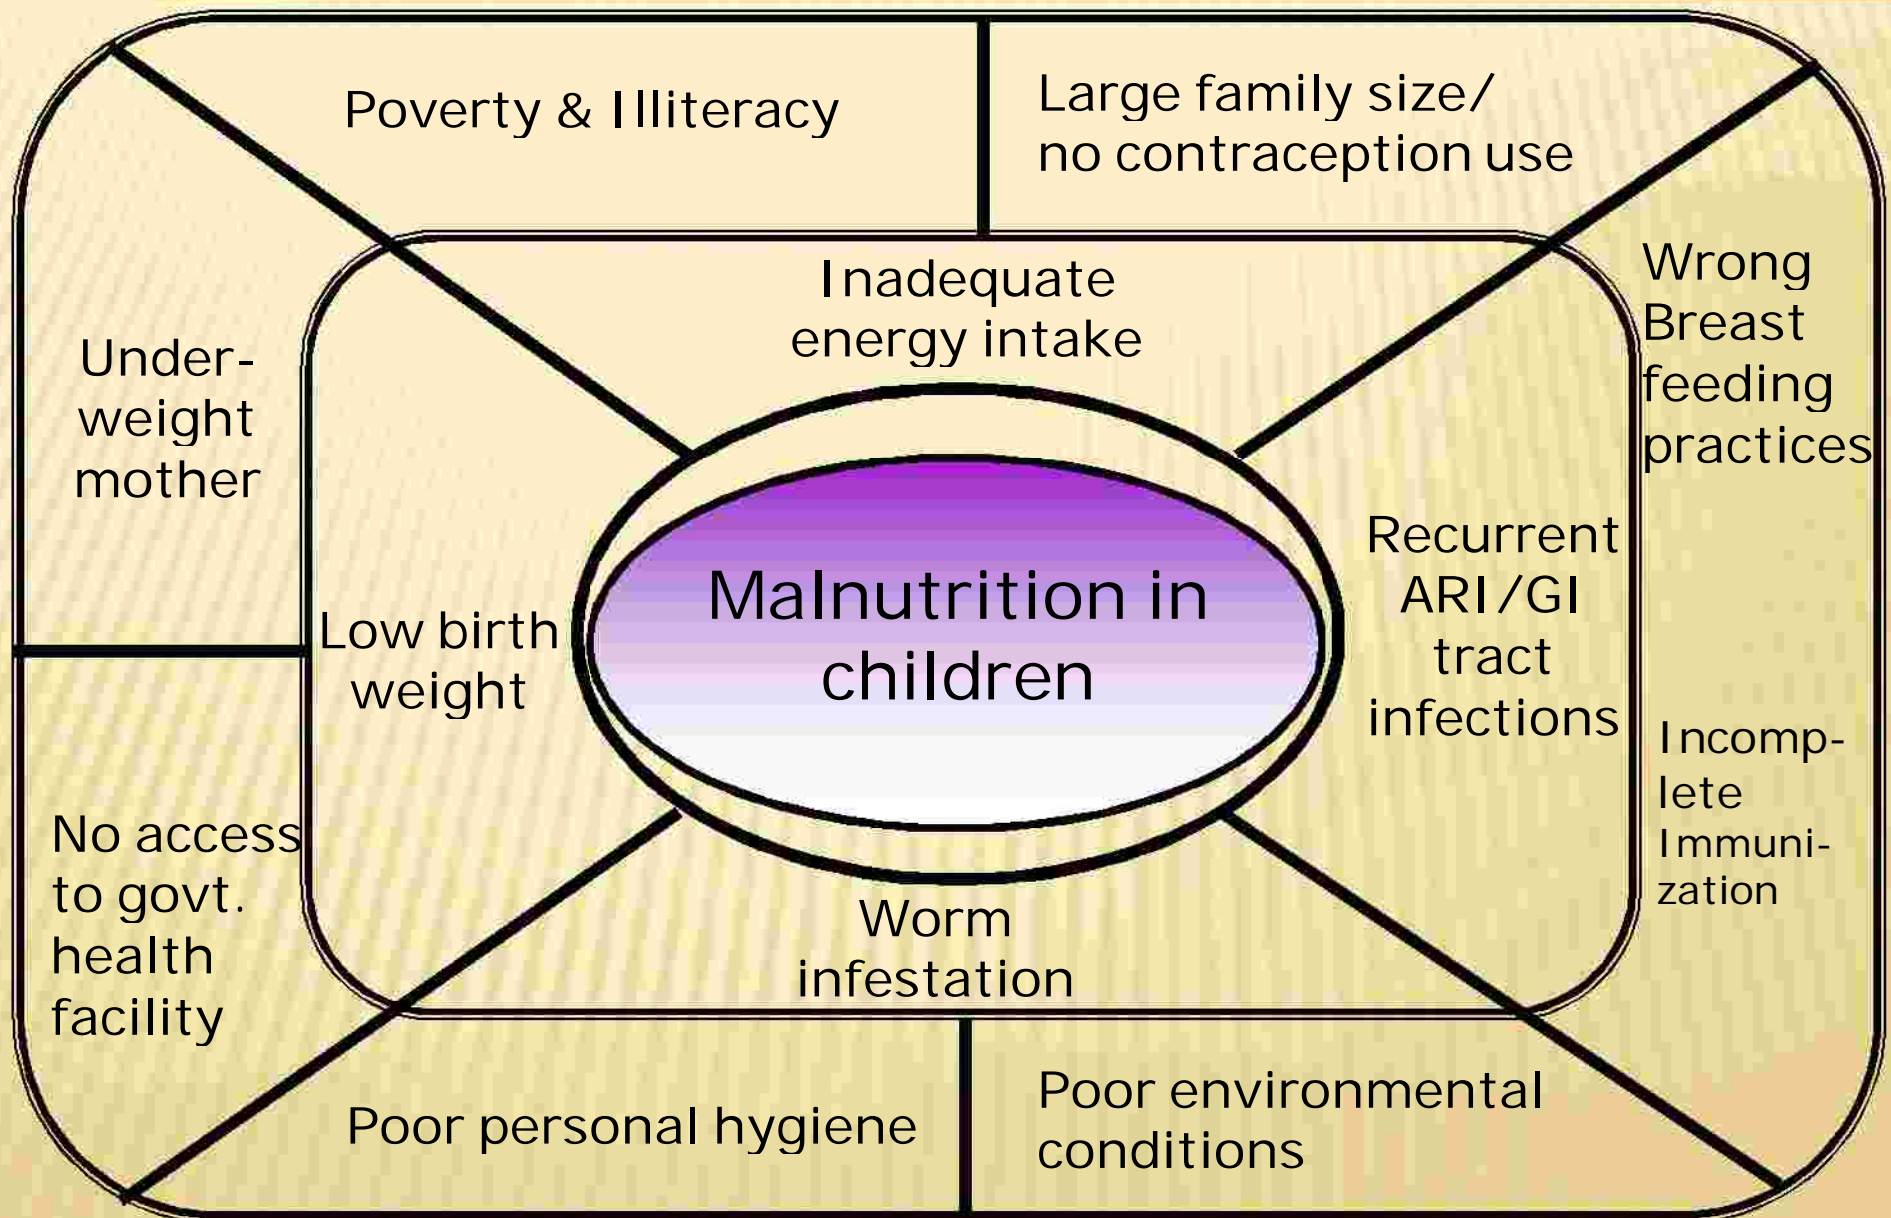 Poverty & Illiteracy
Large family size/
no contraception use
Inadequate
energy intake
Wrong
Breast
feeding
practices
Under-
weight
mother
Recurrent
ARI/GI
tract
infections
Malnutrition in
children
Low birth
weight
Incomp-
lete
Immuni-
zation
No access
to govt.
health
facility
Worm
infestation
Poor personal hygiene
Poor environmental
conditions